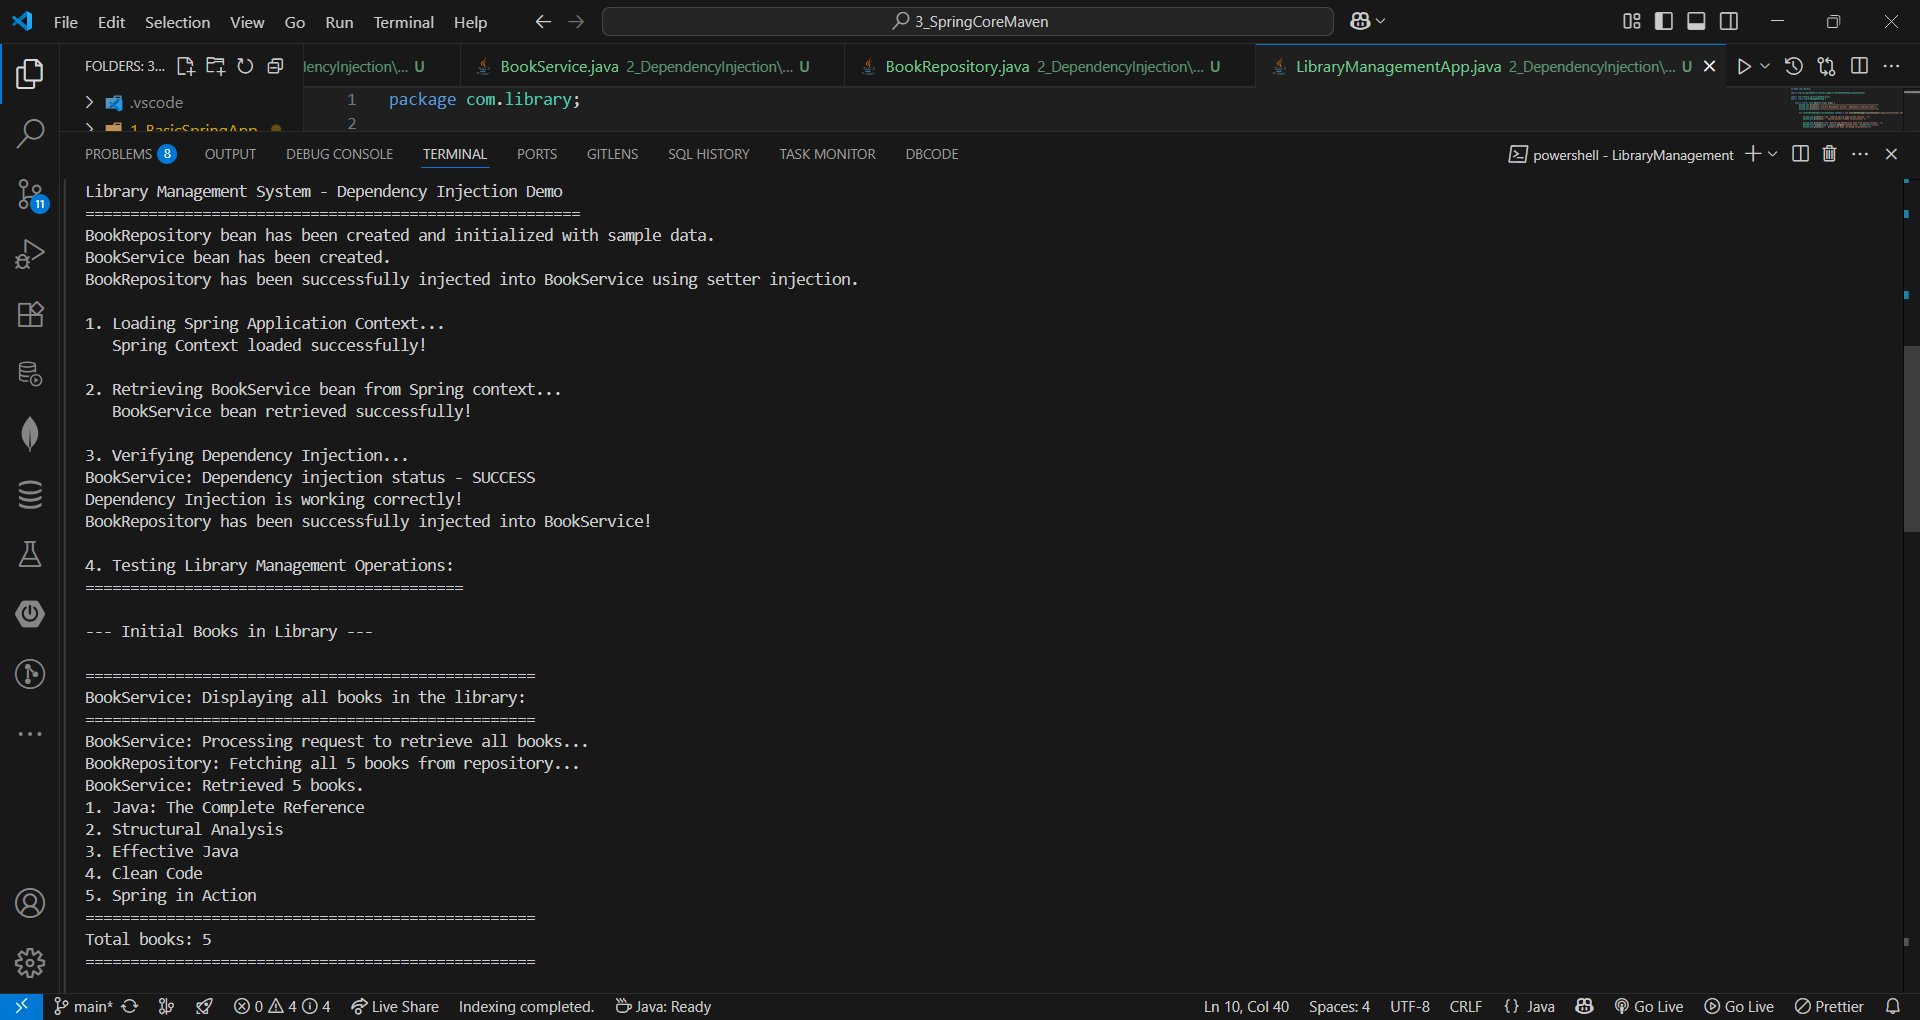 File Edit Selection View Go Run Terminal Help
3_SpringCoreMaven
FOLDERS: 3...
.vscode
1_BasicSpringApp
dencyInjection\... U
BookService.java 2_DependencyInjection\... U
BookRepository.java 2_DependencyInjection\... U
LibraryManagementApp.java 2_DependencyInjection\... U
1 package com.library;
2
PROBLEMS 8 OUTPUT DEBUG CONSOLE TERMINAL PORTS GITLENS SQL HISTORY TASK MONITOR DBCODE
powershell - LibraryManagement
11
Library Management System - Dependency Injection Demo
=======================================================
BookRepository bean has been created and initialized with sample data.
BookService bean has been created.
BookRepository has been successfully injected into BookService using setter injection.
1. Loading Spring Application Context...
Spring Context loaded successfully!
2. Retrieving BookService bean from Spring context...
BookService bean retrieved successfully!
3. Verifying Dependency Injection...
BookService: Dependency injection status - SUCCESS
Dependency Injection is working correctly!
BookRepository has been successfully injected into BookService!
4. Testing Library Management Operations:
==========================================
--- Initial Books in Library ---
==================================================
BookService: Displaying all books in the library:
==================================================
BookService: Processing request to retrieve all books...
BookRepository: Fetching all 5 books from repository...
BookService: Retrieved 5 books.
1. Java: The Complete Reference
2. Structural Analysis
3. Effective Java
4. Clean Code
5. Spring in Action
==================================================
Total books: 5
==================================================
main* 0 4 4 Live Share Indexing completed. Java: Ready Ln 10, Col 40 Spaces: 4 UTF-8 CRLF {} Java Go Live Go Live Prettier